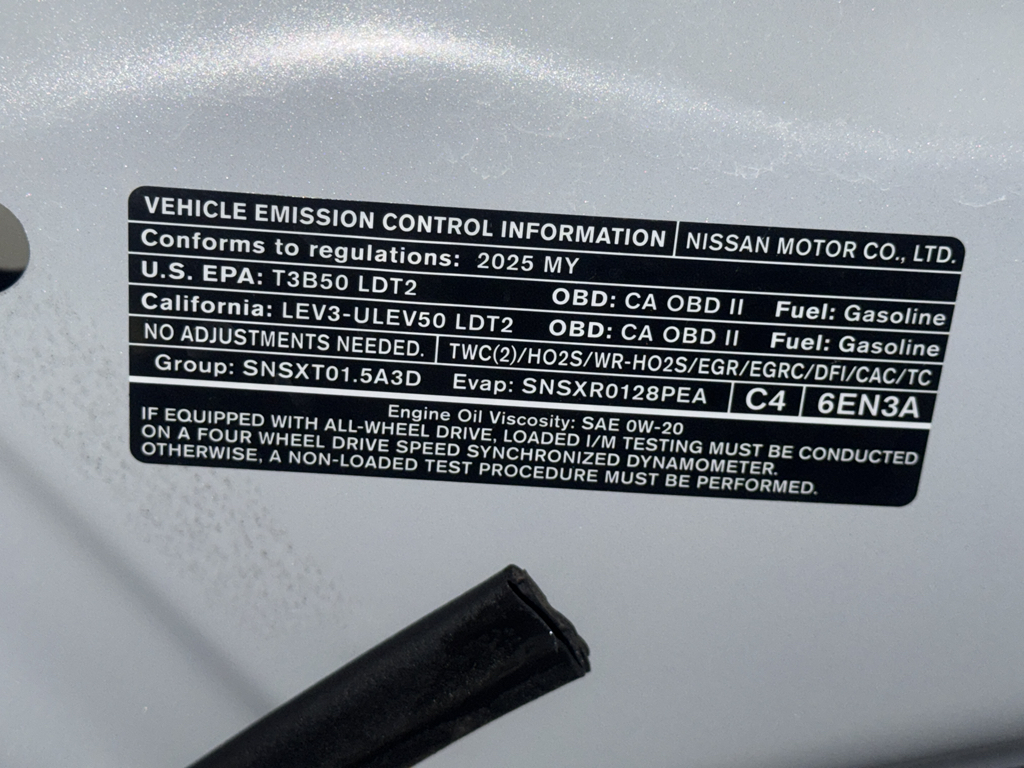 VEHICLE EMISSION CONTROL INFORMATION NISSAN MOTOR CO., LTD.
Conforms to regulations: 2025 MY
U.S. EPA: T3B50 LDT2 OBD: CA OBD II Fuel: Gasoline
California: LEV3-ULEV50 LDT2 OBD: CA OBD II Fuel: Gasoline
NO ADJUSTMENTS NEEDED. TWC(2)/HO2S/WR-HO2S/EGR/EGRC/DFI/CAC/TC
Group: SNSXT01.5A3D Evap: SNSXR0128PEA C4 6EN3A
Engine Oil Viscosity: SAE 0W-20
IF EQUIPPED WITH ALL-WHEEL DRIVE, LOADED I/M TESTING MUST BE CONDUCTED
ON A FOUR WHEEL DRIVE SPEED SYNCHRONIZED DYNAMOMETER.
OTHERWISE, A NON-LOADED TEST PROCEDURE MUST BE PERFORMED.